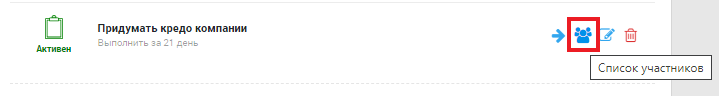 Придумать кредо компании
Выполнить за 21 день
Активен
Список участников